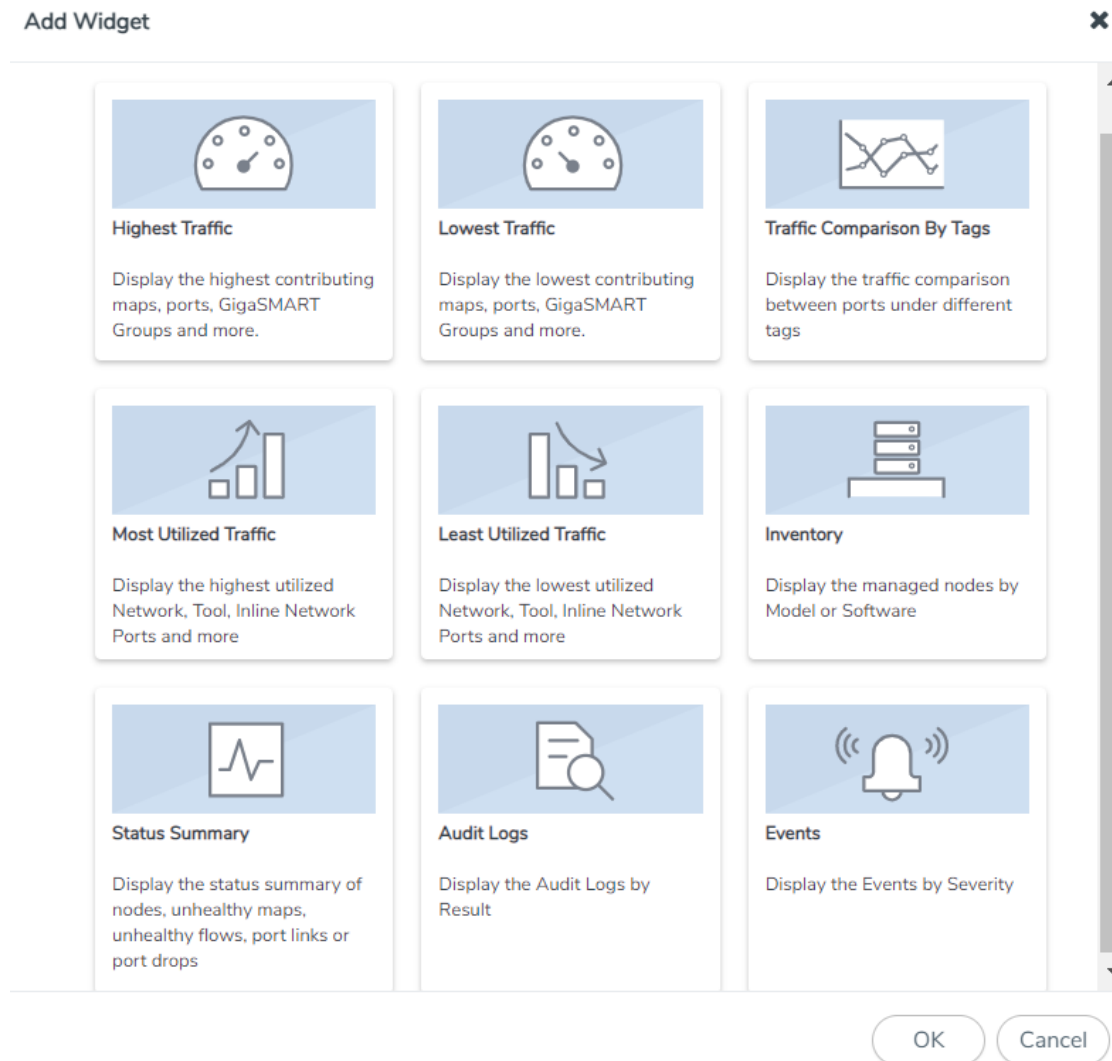 Add Widget
Highest Traffic
Display the highest contributing
maps, ports, GigaSMART
Groups and more.
Lowest Traffic
Display the lowest contributing
maps, ports, GigaSMART
Groups and more.
Traffic Comparison By Tags
Display the traffic comparison
between ports under different
tags
Most Utilized Traffic
Display the highest utilized
Network, Tool, Inline Network
Ports and more
Least Utilized Traffic
Display the lowest utilized
Network, Tool, Inline Network
Ports and more
Inventory
Display the managed nodes by
Model or Software
Status Summary
Display the status summary of
nodes, unhealthy maps,
unhealthy flows, port links or
port drops
Audit Logs
Display the Audit Logs by
Result
Events
Display the Events by Severity
OK
Cancel